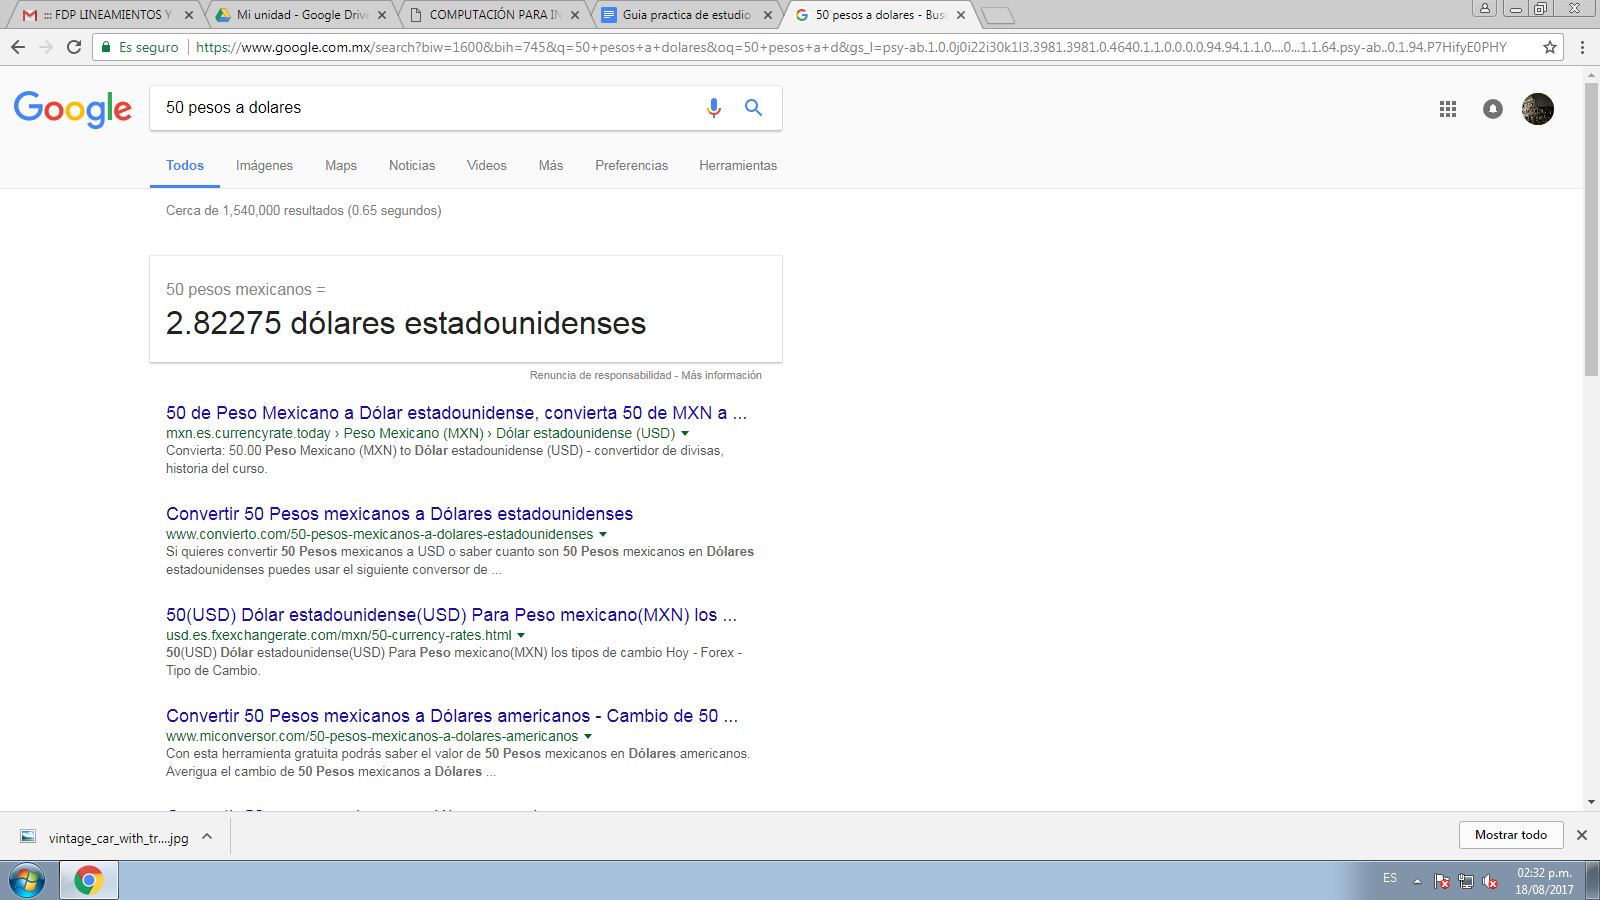 ::: FDP LINEAMIENTOS Y
Mi unidad - Google Drive
COMPUTACIÓN PARA IN
Guia practica de estudio
50 pesos a dolares - Bus
Es seguro
https://www.google.com.mx/search?biw=1600&bih=745&q=50+pesos+a+dolares&oq=50+pesos+a+d&gs_l=psy-ab.1.0.0j0i22i30k1l3.3981.3981.0.4640.1.1.0.0.0.0.94.94.1.1.0....0...1.1.64.psy-ab..0.1.94.P7HifyE0PHY
Google
50 pesos a dolares
Todos
Imágenes
Maps
Noticias
Videos
Más
Preferencias
Herramientas
Cerca de 1,540,000 resultados (0.65 segundos)
50 pesos mexicanos =
2.82275 dólares estadounidenses
Renuncia de responsabilidad - Más información
50 de Peso Mexicano a Dólar estadounidense, convierta 50 de MXN a ...
mxn.es.currencyrate.today › Peso Mexicano (MXN) › Dólar estadounidense (USD)
Convierta: 50.00 Peso Mexicano (MXN) to Dólar estadounidense (USD) - convertidor de divisas,
historia del curso.
Convertir 50 Pesos mexicanos a Dólares estadounidenses
www.convierto.com/50-pesos-mexicanos-a-dolares-estadounidenses
Si quieres convertir 50 Pesos mexicanos a USD o saber cuanto son 50 Pesos mexicanos en Dólares
estadounidenses puedes usar el siguiente conversor de ...
50(USD) Dólar estadounidense(USD) Para Peso mexicano(MXN) los ...
usd.es.fxexchangerate.com/mxn/50-currency-rates.html
50(USD) Dólar estadounidense(USD) Para Peso mexicano(MXN) los tipos de cambio Hoy - Forex -
Tipo de Cambio.
Convertir 50 Pesos mexicanos a Dólares americanos - Cambio de 50 ...
www.miconversor.com/50-pesos-mexicanos-a-dolares-americanos
Con esta herramienta gratuita podrás saber el valor de 50 Pesos mexicanos en Dólares americanos.
Averigua el cambio de 50 Pesos mexicanos a Dólares ...
vintage_car_with_tr....jpg
Mostrar todo
ES
02:32 p.m.
18/08/2017